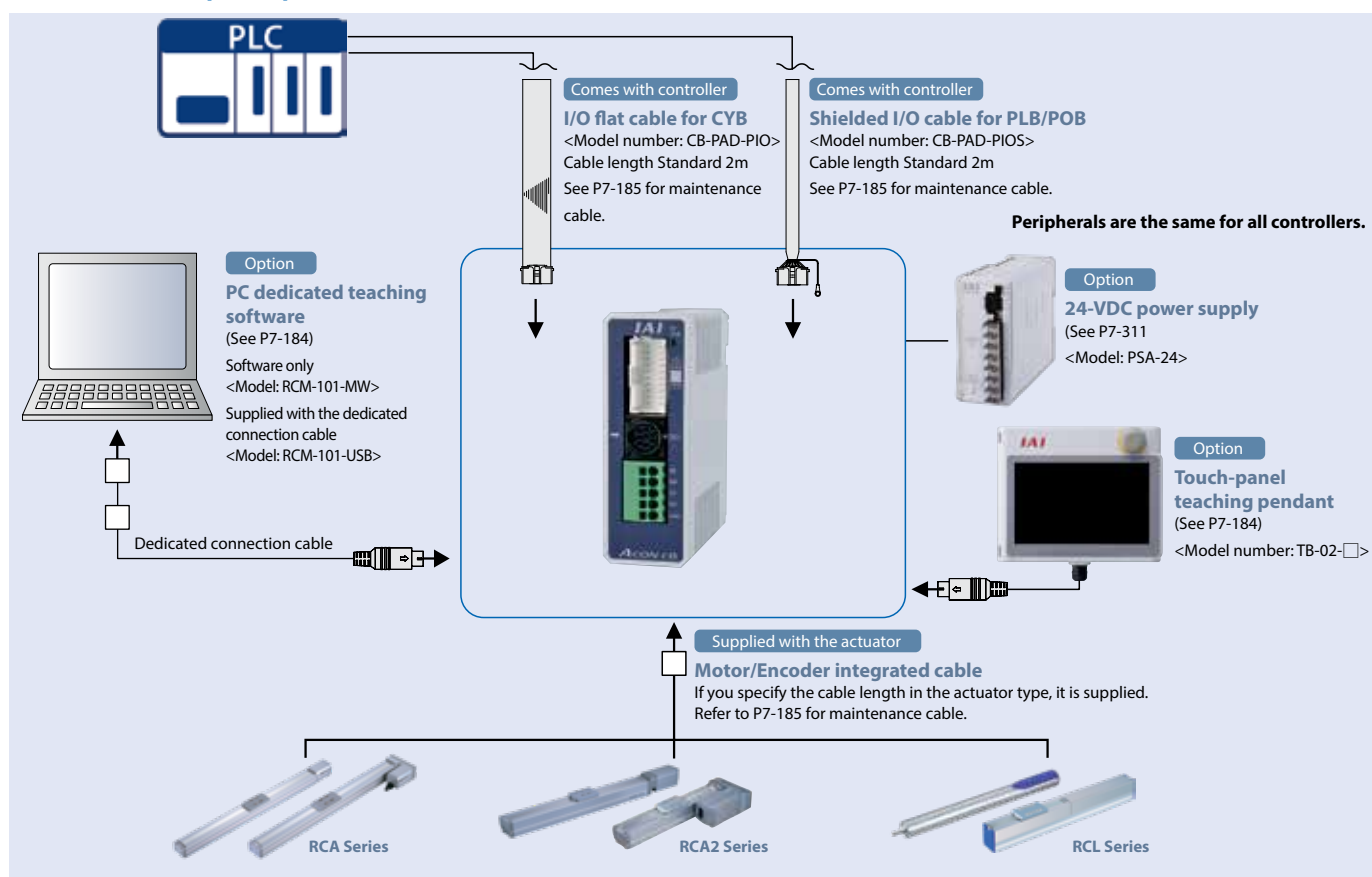 PLC
Comes with controller
I/O flat cable for CYB
<Model number: CB-PAD-PIO>
Cable length Standard 2m
See P7-185 for maintenance
cable.
Comes with controller
Shielded I/O cable for PLB/POB
<Model number: CB-PAD-PIOS>
Cable length Standard 2m
See P7-185 for maintenance cable.
Peripherals are the same for all controllers.
Option
PC dedicated teaching
software
(See P7-184)
Software only
<Model: RCM-101-MW>
Supplied with the dedicated
connection cable
<Model: RCM-101-USB>
Dedicated connection cable
IAI
ACON CB
Option
24-VDC power supply
(See P7-311
<Model: PSA-24>
IAI
Option
Touch-panel
teaching pendant
(See P7-184)
<Model number: TB-02-□>
Supplied with the actuator
Motor/Encoder integrated cable
If you specify the cable length in the actuator type, it is supplied.
Refer to P7-185 for maintenance cable.
RCA Series
RCA2 Series
RCL Series